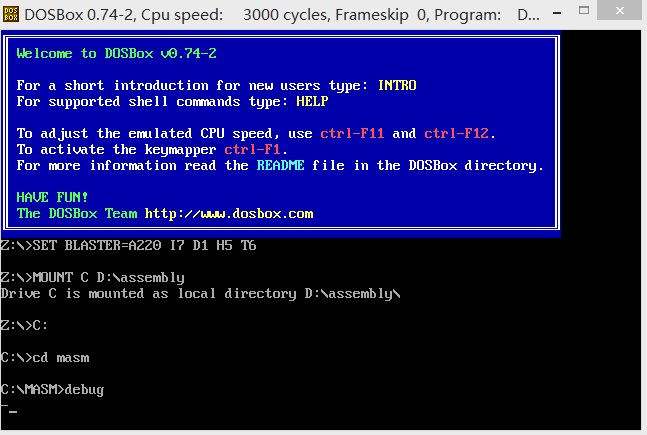 DOSBox 0.74-2, Cpu speed: 3000 cycles, Frameskip 0, Program: D...
Welcome to DOSBox v0.74-2
For a short introduction for new users type: INTRO
For supported shell commands type: HELP
To adjust the emulated CPU speed, use ctrl-F11 and ctrl-F12.
To activate the keymapper ctrl-F1.
For more information read the README file in the DOSBox directory.
HAVE FUN!
The DOSBox Team http://www.dosbox.com
Z:\>SET BLASTER=A220 I7 D1 H5 T6
Z:\>MOUNT C D:\assembly
Drive C is mounted as local directory D:\assembly\
Z:\>C:
C:\>cd masm
C:\MASM>debug
-_